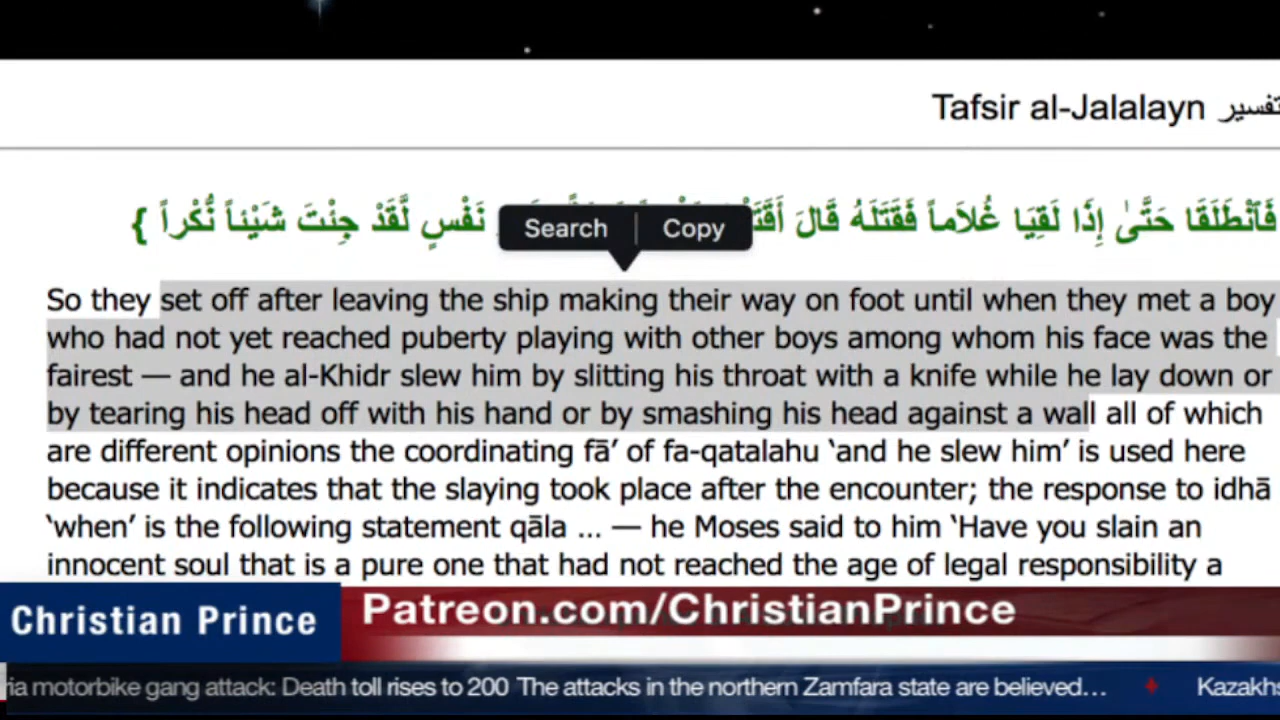 Tafsir al-Jalalayn تفسير
فَٱنْطَلَقَا حَتَّىٰ إِذَا لَقِيَا غُلاَماً فَقَتَلَهُ قَالَ نَفْسٍ لَّقَدْ جِئْتَ شَيْئاً نُّكْراً }
Search Copy
So they set off after leaving the ship making their way on foot until when they met a boy
who had not yet reached puberty playing with other boys among whom his face was the
fairest — and he al-Khidr slew him by slitting his throat with a knife while he lay down or
by tearing his head off with his hand or by smashing his head against a wall all of which
are different opinions the coordinating fā’ of fa-qatalahu ‘and he slew him’ is used here
because it indicates that the slaying took place after the encounter; the response to idhā
‘when’ is the following statement qāla ... — he Moses said to him ‘Have you slain an
innocent soul that is a pure one that had not reached the age of legal responsibility a
Christian Prince
Patreon.com/ChristianPrince
ria motorbike gang attack: Death toll rises to 200 The attacks in the northern Zamfara state are believed... Kazakhs